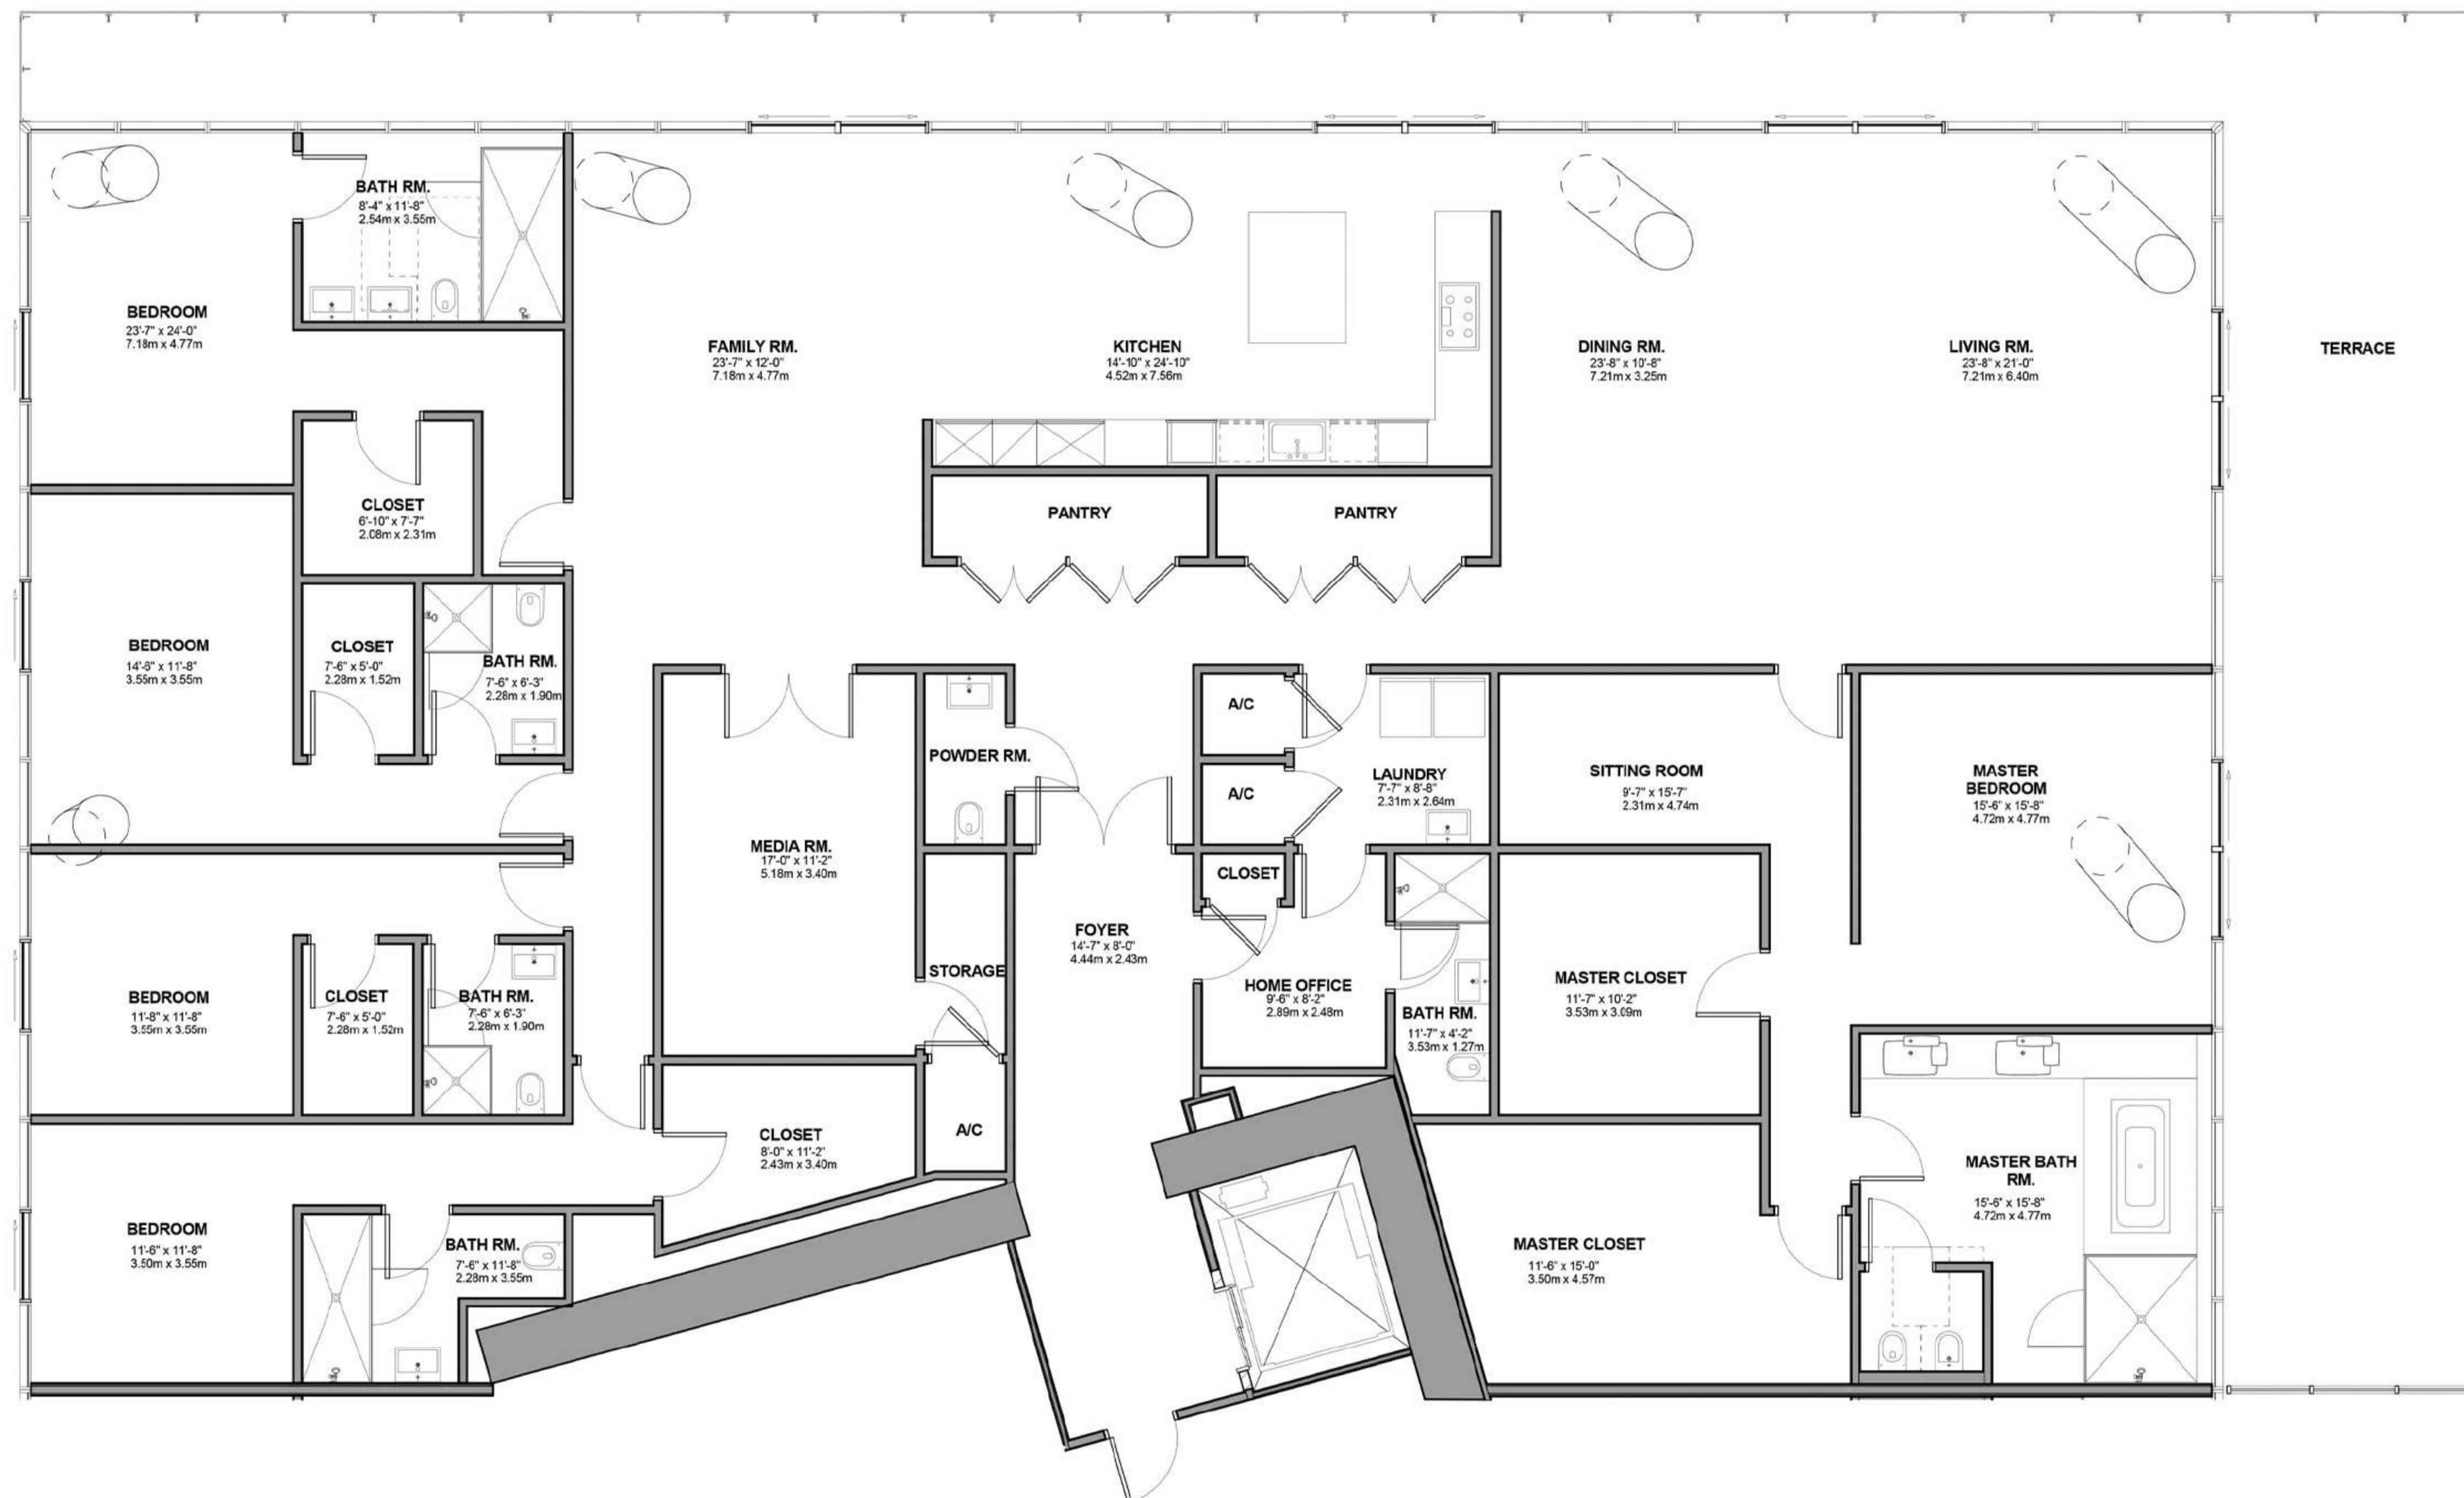 BATH RM.
8'-4" x 11'-8"
2.54m x 3.55m
BEDROOM
23'-7" x 24'-0"
7.18m x 4.77m
FAMILY RM.
23'-7" x 12'-0"
7.18m x 4.77m
KITCHEN
14'-10" x 24'-10"
4.52m x 7.56m
DINING RM.
23'-8" x 10'-8"
7.21m x 3.25m
LIVING RM.
23'-8" x 21'-0"
7.21m x 6.40m
TERRACE
CLOSET
6'-10" x 7'-7"
2.08m x 2.31m
PANTRY
PANTRY
BEDROOM
14'-6" x 11'-8"
3.55m x 3.55m
CLOSET
7'-6" x 5'-0"
2.28m x 1.52m
BATH RM.
7'-6" x 6'-3"
2.28m x 1.90m
A/C
POWDER RM.
A/C
LAUNDRY
7'-7" x 8'-8"
2.31m x 2.64m
SITTING ROOM
9'-7" x 15'-7"
2.31m x 4.74m
MASTER
BEDROOM
15'-6" x 15'-8"
4.72m x 4.77m
MEDIA RM.
17'-0" x 11'-2"
5.18m x 3.40m
CLOSET
FOYER
14'-7" x 8'-0"
4.44m x 2.43m
STORAGE
HOME OFFICE
9'-6" x 8'-2"
2.89m x 2.48m
BATH RM.
11'-7" x 4'-2"
3.53m x 1.27m
MASTER CLOSET
11'-7" x 10'-2"
3.53m x 3.09m
BEDROOM
11'-8" x 11'-8"
3.55m x 3.55m
CLOSET
7'-6" x 5'-0"
2.28m x 1.52m
BATH RM.
7'-6" x 6'-3"
2.28m x 1.90m
CLOSET
8'-0" x 11'-2"
2.43m x 3.40m
A/C
MASTER BATH
RM.
15'-6" x 15'-8"
4.72m x 4.77m
BEDROOM
11'-6" x 11'-8"
3.50m x 3.55m
BATH RM.
7'-6" x 11'-8"
2.28m x 3.55m
MASTER CLOSET
11'-6" x 15'-0"
3.50m x 4.57m